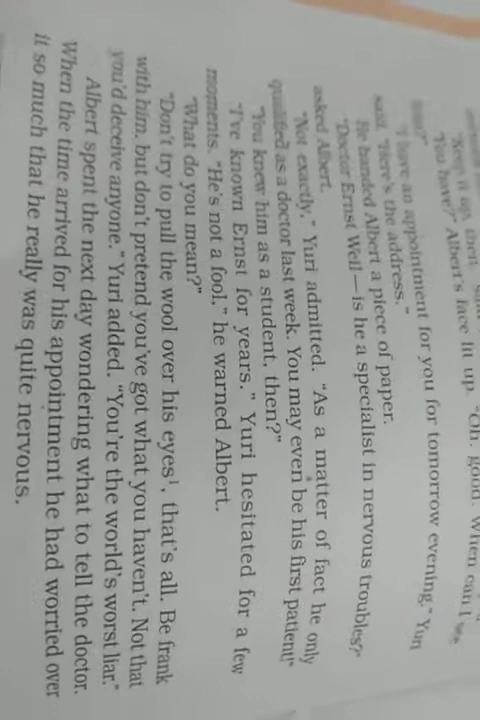 "Keep it up, then
"You have?" Albert's face lit up. "Oh, good. When can I see
"I have an appointment for you for tomorrow evening," Yuri
said. "Here's the address."
He handed Albert a piece of paper.
"Doctor Ernst Well — is he a specialist in nervous troubles?"
asked Albert.
"Not exactly," Yuri admitted. "As a matter of fact he only
qualified as a doctor last week. You may even be his first patient!"
"You knew him as a student, then?"
"I've known Ernst for years." Yuri hesitated for a few
moments. "He's not a fool," he warned Albert.
"What do you mean?"
"Don't try to pull the wool over his eyes¹, that's all. Be frank
with him, but don't pretend you've got what you haven't. Not that
you'd deceive anyone," Yuri added. "You're the world's worst liar."
Albert spent the next day wondering what to tell the doctor.
When the time arrived for his appointment he had worried over
it so much that he really was quite nervous.